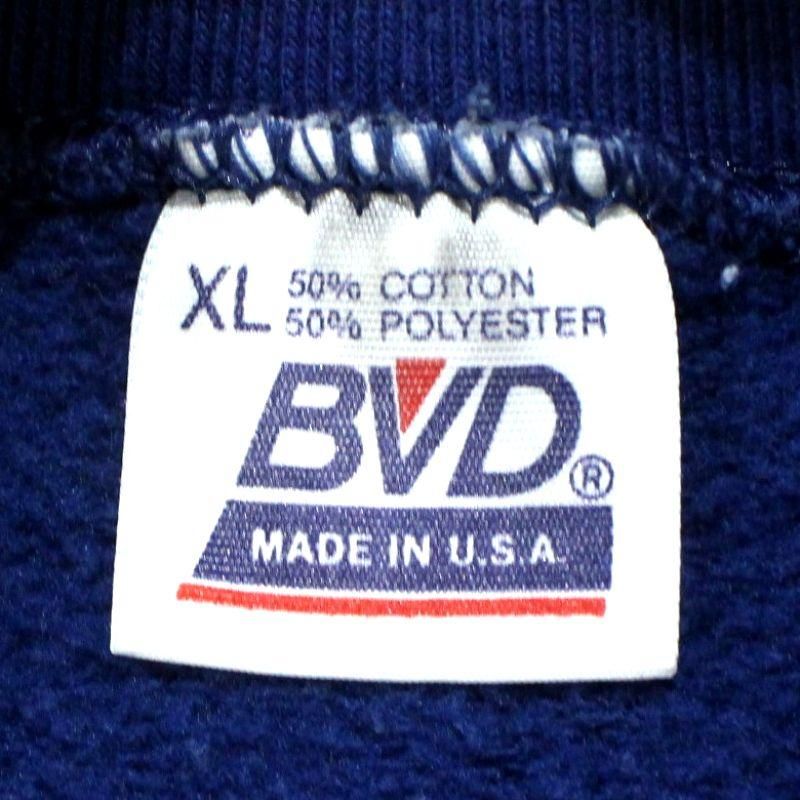 XL 50% COTTON
50% POLYESTER
BVD®
MADE IN U.S.A.